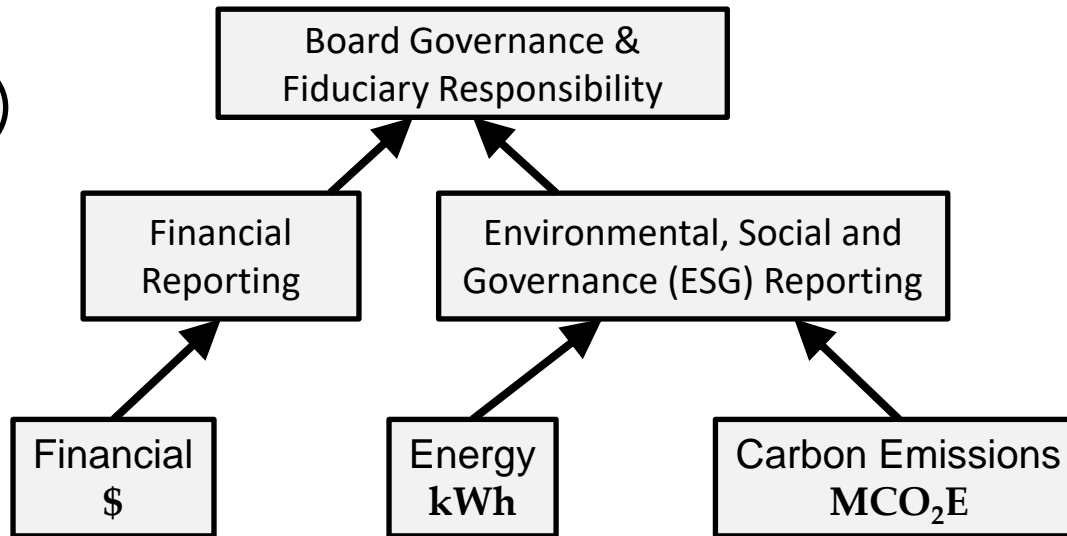 Board Governance &
Fiduciary Responsibility
Financial
Reporting
Environmental, Social and
Governance (ESG) Reporting
Financial
$
Energy
kWh
Carbon Emissions
MCO₂E